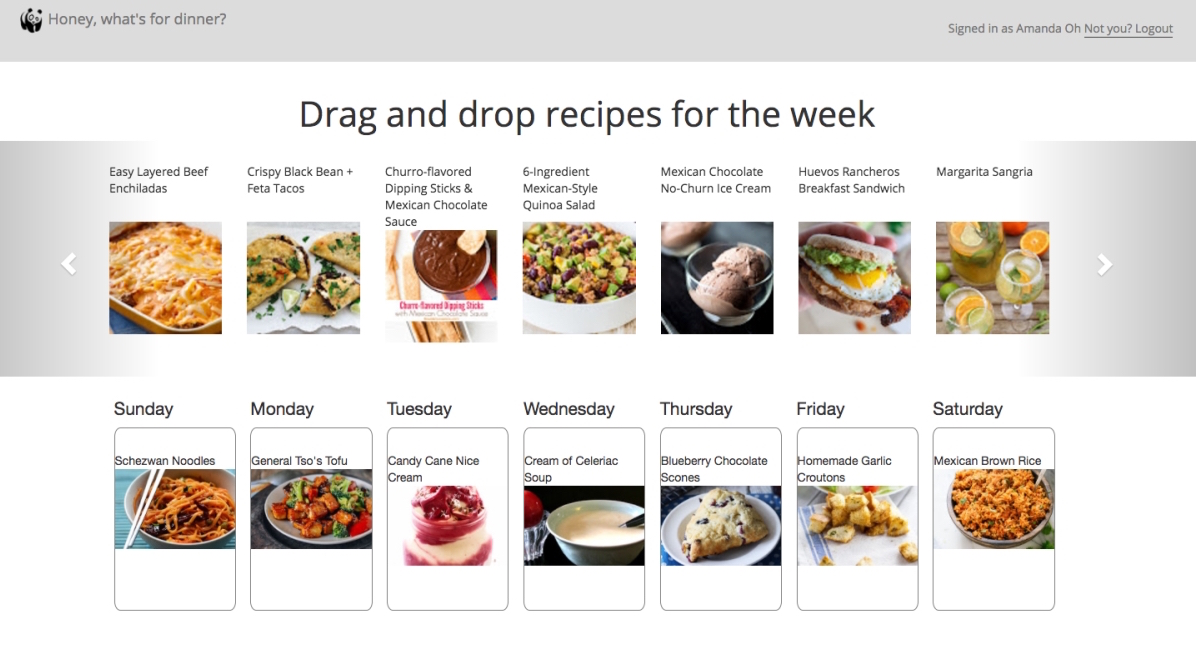 Honey, what's for dinner?
Signed in as Amanda Oh Not you? Logout
Drag and drop recipes for the week
Easy Layered Beef
Enchiladas
Crispy Black Bean +
Feta Tacos
Churro-flavored
Dipping Sticks &
Mexican Chocolate
Sauce
6-Ingredient
Mexican-Style
Quinoa Salad
Mexican Chocolate
No-Churn Ice Cream
Huevos Rancheros
Breakfast Sandwich
Margarita Sangria
Churro-flavored Dipping Sticks
with Mexican Chocolate Sauce
Sunday
Monday
Tuesday
Wednesday
Thursday
Friday
Saturday
Schezwan Noodles
General Tso's Tofu
Candy Cane Nice
Cream
Cream of Celeriac
Soup
Blueberry Chocolate
Scones
Homemade Garlic
Croutons
Mexican Brown Rice